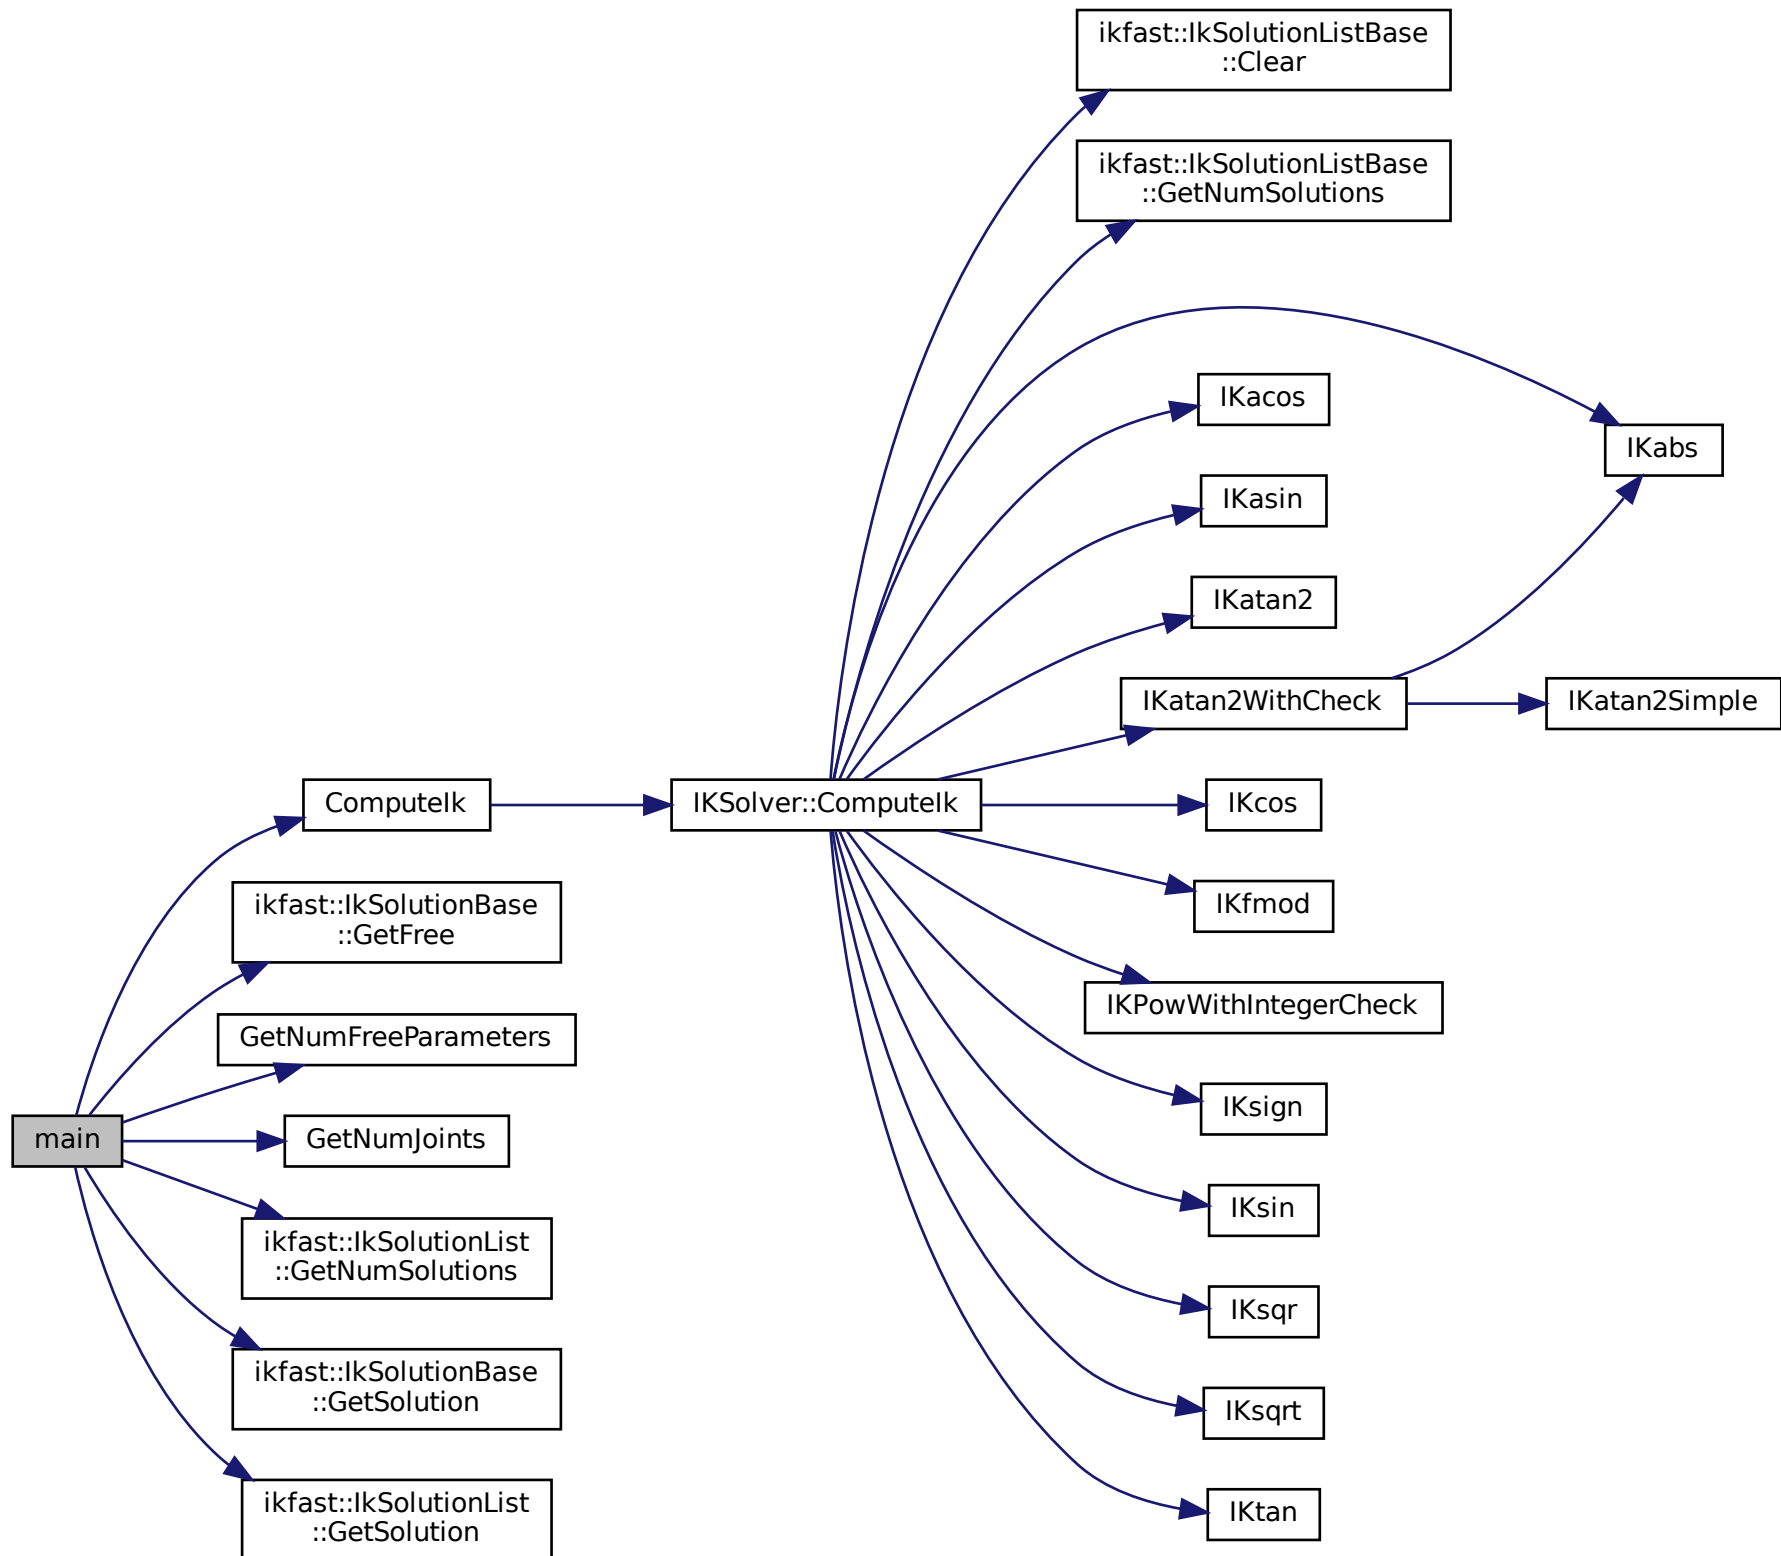 ikfast::IkSolutionListBase
::Clear
ikfast::IkSolutionListBase
::GetNumSolutions
IKacos
IKabs
IKasin
IKatan2
IKatan2WithCheck
IKatan2Simple
ComputeIk
IKSolver::ComputeIk
IKcos
ikfast::IkSolutionBase
::GetFree
IKfmod
GetNumFreeParameters
IKPowWithIntegerCheck
main
GetNumJoints
IKsign
ikfast::IkSolutionList
::GetNumSolutions
IKsin
IKsqr
ikfast::IkSolutionBase
::GetSolution
IKsqrt
ikfast::IkSolutionList
::GetSolution
IKtan